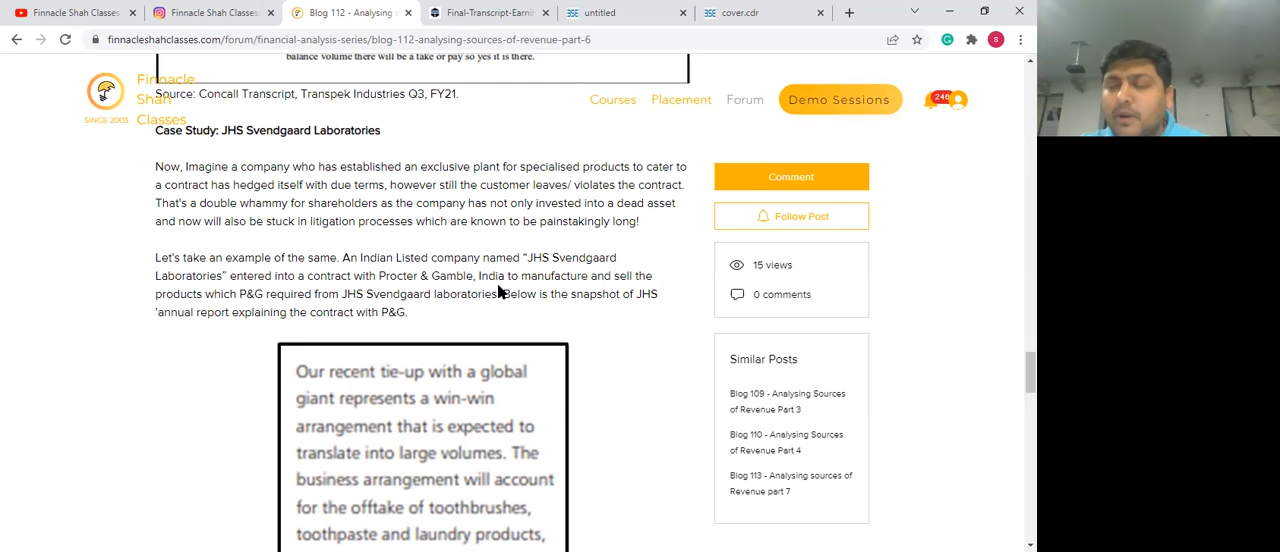 Finnacle Shah Classes
Finnacle Shah Classes
Blog 112 - Analysing s
Final-Transcript-Earni
untitled
cover.cdr
finnacleshahclasses.com/forum/financial-analysis-series/blog-112-analysing-sources-of-revenue-part-6
S
balance volume there will be a take or pay so yes it is there.
Finnacle
Shah
Classes
SINCE 2003
Source: Concall Transcript, Transpek Industries Q3, FY21.
Courses
Placement
Forum
Demo Sessions
246
Case Study: JHS Svendgaard Laboratories
Now, Imagine a company who has established an exclusive plant for specialised products to cater to
a contract has hedged itself with due terms, however still the customer leaves/ violates the contract.
That's a double whammy for shareholders as the company has not only invested into a dead asset
and now will also be stuck in litigation processes which are known to be painstakingly long!
Let's take an example of the same. An Indian Listed company named “JHS Svendgaard
Laboratories” entered into a contract with Procter & Gamble, India to manufacture and sell the
products which P&G required from JHS Svendgaard laboratories. Below is the snapshot of JHS
'annual report explaining the contract with P&G.
Our recent tie-up with a global
giant represents a win-win
arrangement that is expected to
translate into large volumes. The
business arrangement will account
for the offtake of toothbrushes,
toothpaste and laundry products,
Comment
Follow Post
15 views
0 comments
Similar Posts
Blog 109 - Analysing Sources
of Revenue Part 3
Blog 110 - Analysing Sources
of Revenue Part 4
Blog 113 - Analysing sources of
Revenue part 7